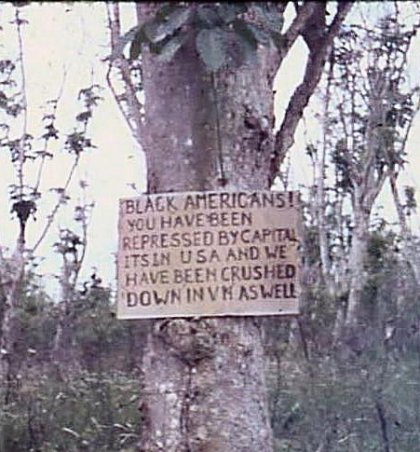 BLACK AMERICANS!
YOU HAVE BEEN
REPRESSED BY CAPITAL,
ITS IN USA AND WE
HAVE BEEN CRUSHED
DOWN IN VN AS WELL